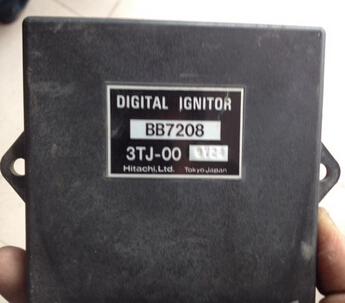 DIGITAL IGNITOR
BB7208
3TJ-00
Hitachi, Ltd. Tokyo Japan